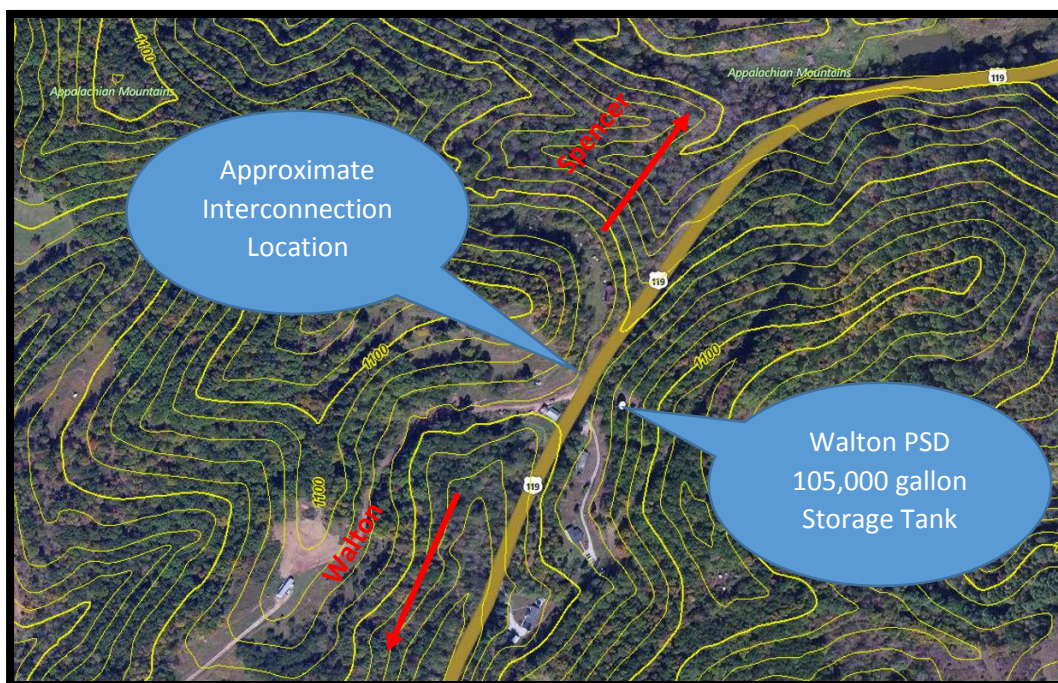 1100
Appalachian Mountains
Appalachian Mountains
119
Spencer
Approximate
Interconnection
Location
119
1100
1100
Walton PSD
105,000 gallon
Storage Tank
1100
119
Walton